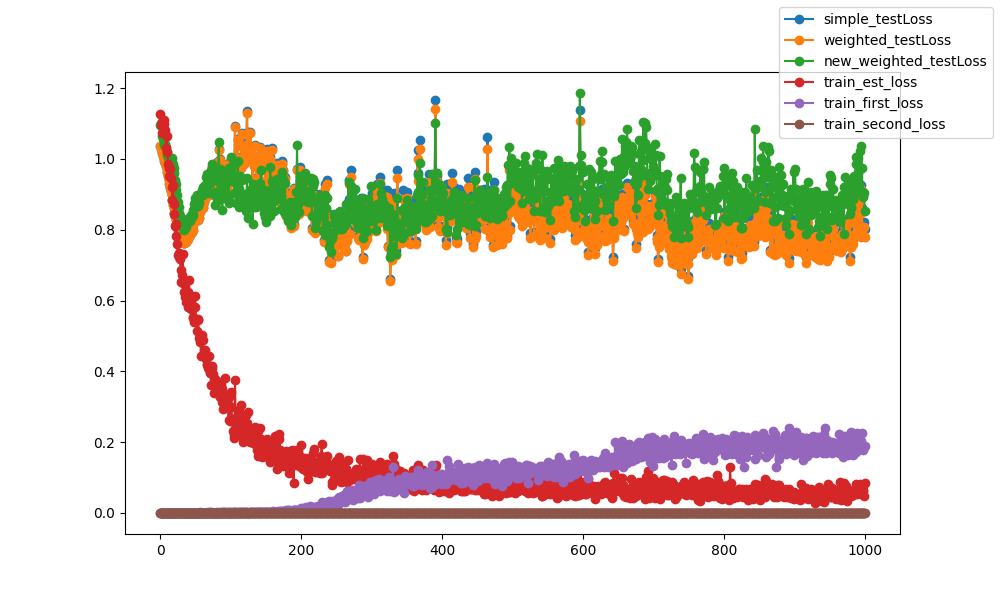 simple_testLoss
weighted_testLoss
new_weighted_testLoss
train_est_loss
train_first_loss
train_second_loss
1.2
1.0
0.8
0.6
0.4
0.2
0.0
0 200 400 600 800 1000